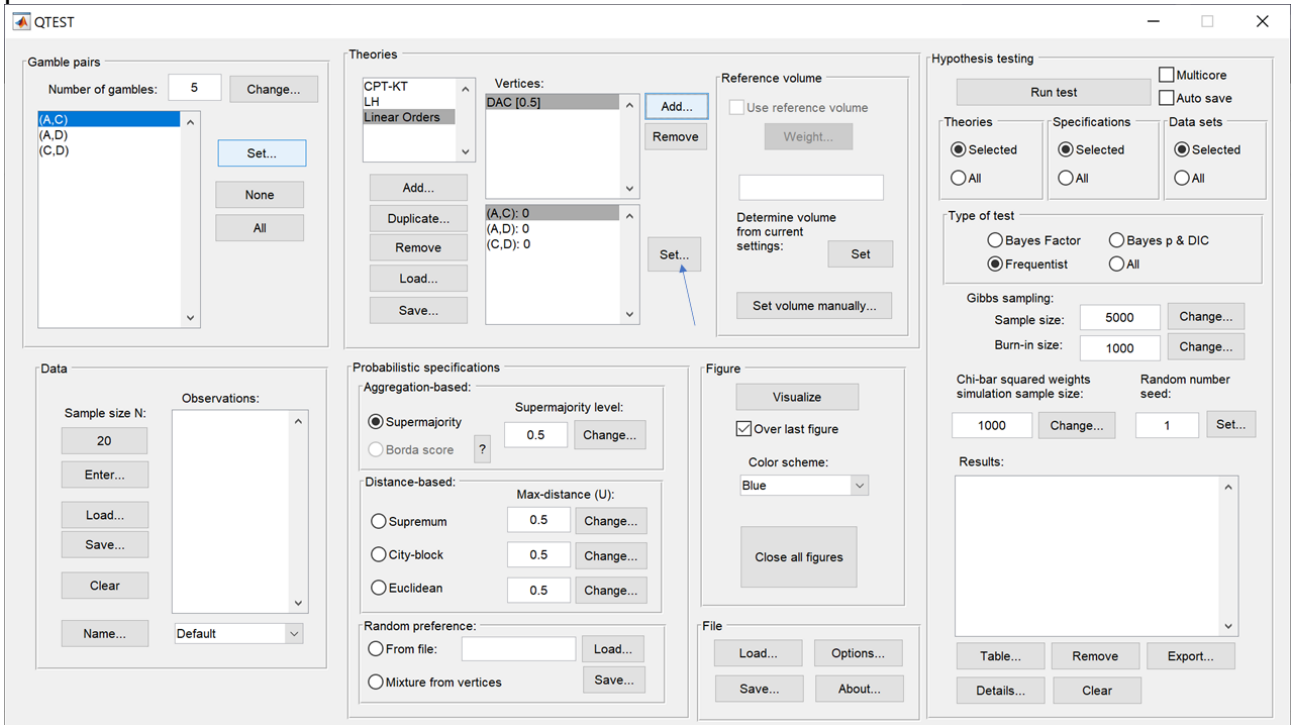 QTEST
Gamble pairs
Number of gambles: 5 Change...
(A,C)
(A,D)
(C,D)
Set...
None
All
Theories
CPT-KT
LH
Linear Orders
Add...
Duplicate...
Remove
Load...
Save...
Vertices:
DAC [0.5]
Add...
Remove
(A,C): 0
(A,D): 0
(C,D): 0
Set...
Reference volume
Use reference volume
Weight...
Determine volume
from current
settings:
Set
Set volume manually...
Hypothesis testing
Run test
Multicore
Auto save
Theories
Selected
All
Specifications
Selected
All
Data sets
Selected
All
Type of test
Bayes Factor Bayes p & DIC
Frequentist All
Gibbs sampling:
Sample size: 5000 Change...
Burn-in size: 1000 Change...
Chi-bar squared weights
simulation sample size:
1000 Change...
Random number
seed:
1 Set...
Results:
Table... Remove Export...
Details... Clear
Data
Sample size N:
20
Enter...
Load...
Save...
Clear
Name...
Observations:
Default
Probabilistic specifications
Aggregation-based:
Supermajority
Borda score ?
Supermajority level:
0.5 Change...
Distance-based:
Max-distance (U):
Supremum 0.5 Change...
City-block 0.5 Change...
Euclidean 0.5 Change...
Random preference:
From file: Load...
Mixture from vertices Save...
Figure
Visualize
Over last figure
Color scheme:
Blue
Close all figures
File
Load... Options...
Save... About...